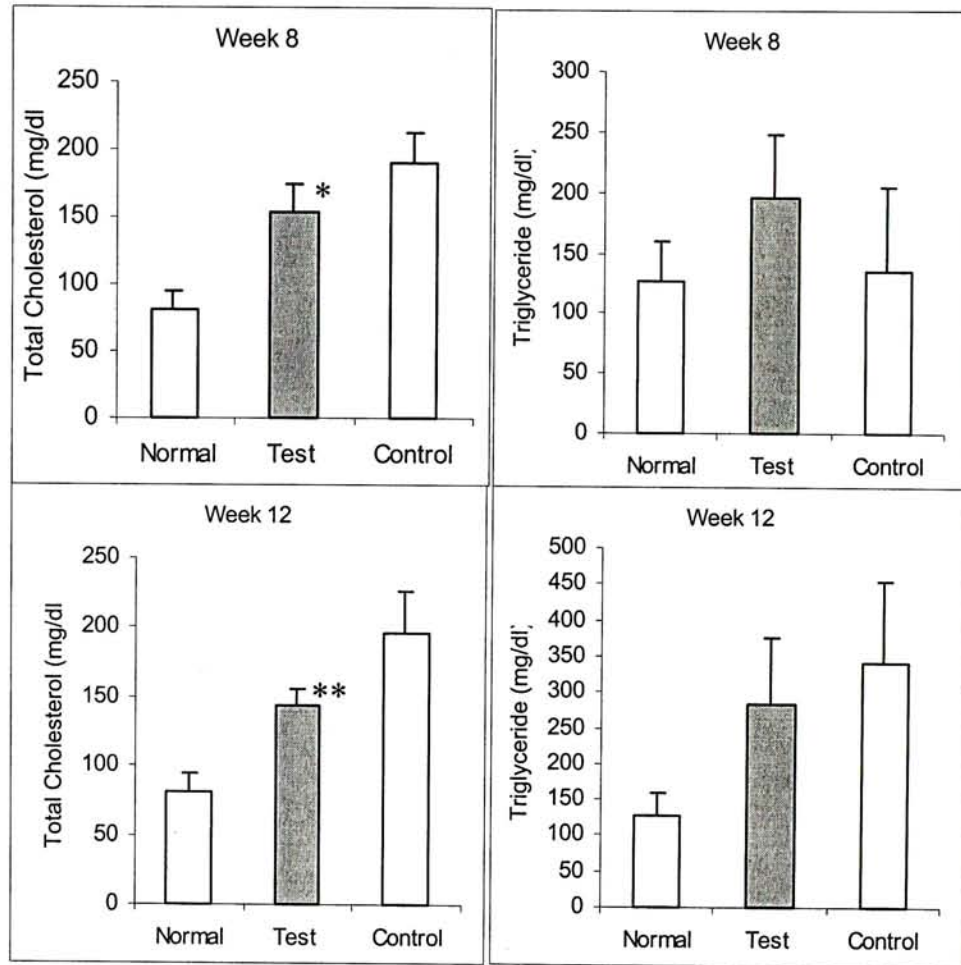 Week 8
Total Cholesterol (mg/dl)
250
200
150
100
50
0
*
Normal Test Control
Week 8
Triglyceride (mg/dl)
300
250
200
150
100
50
0
Normal Test Control
Week 12
Total Cholesterol (mg/dl)
250
200
150
100
50
0
**
Normal Test Control
Week 12
Triglyceride (mg/dl)
500
450
400
350
300
250
200
150
100
50
0
Normal Test Control